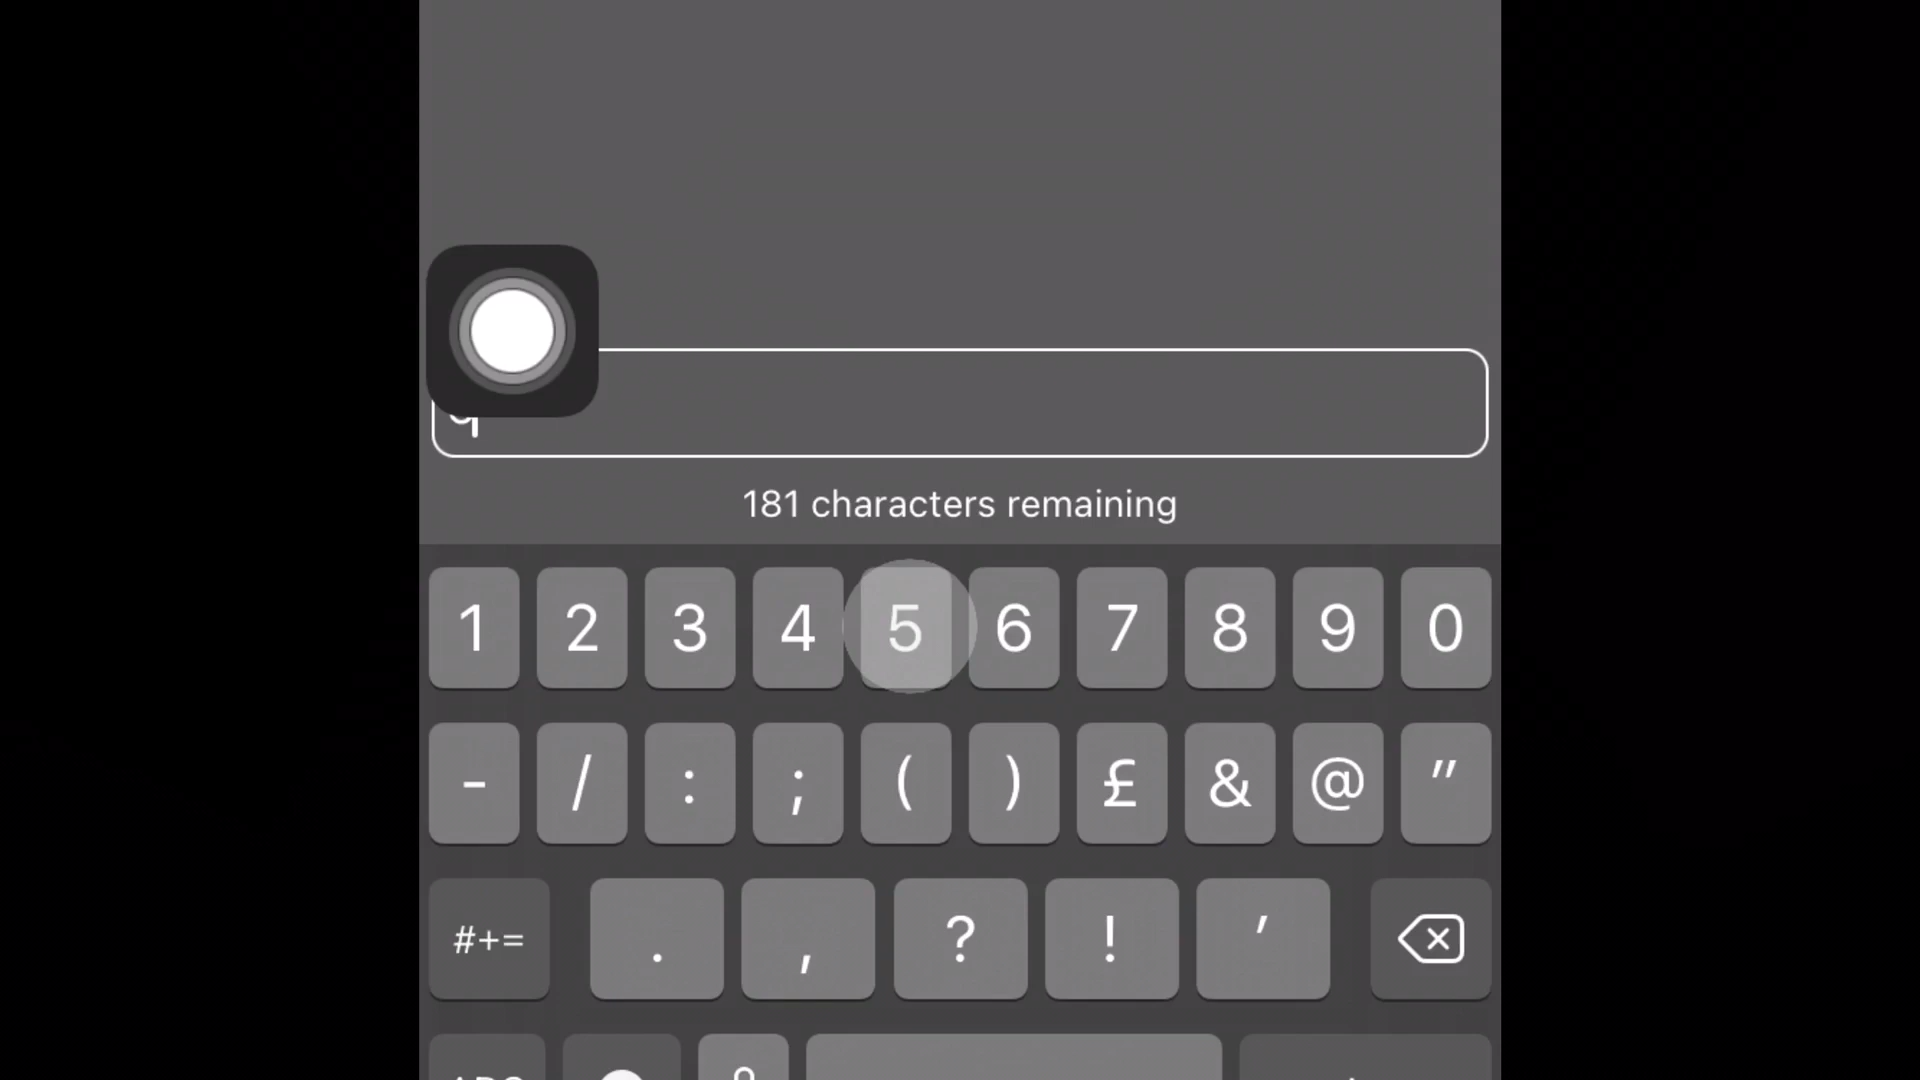 181 characters remaining
1 2 3 4 5 6 7 8 9 0
- / : ; ( ) £ & @ "
#+= . , ? ! '